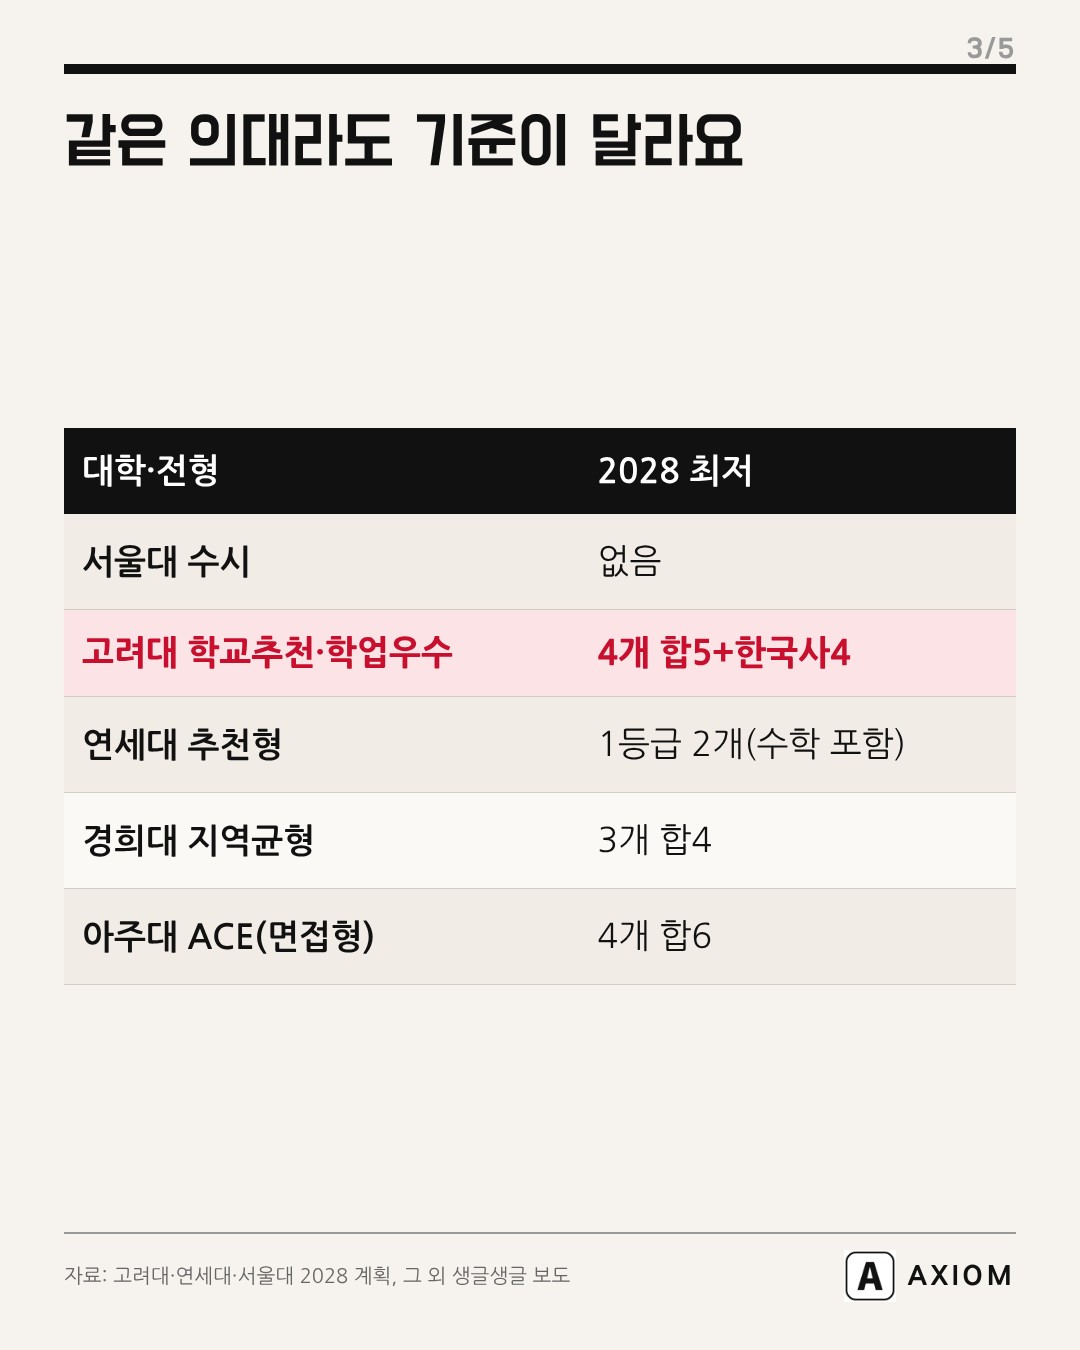 3/5
같은 의대라도 기준이 달라요
대학·전형 2028 최저
서울대 수시 없음
고려대 학교추천·학업우수 4개 합5+한국사4
연세대 추천형 1등급 2개(수학 포함)
경희대 지역균형 3개 합4
아주대 ACE(면접형) 4개 합6
자료: 고려대·연세대·서울대 2028 계획, 그 외 생글생글 보도
A AXIOM